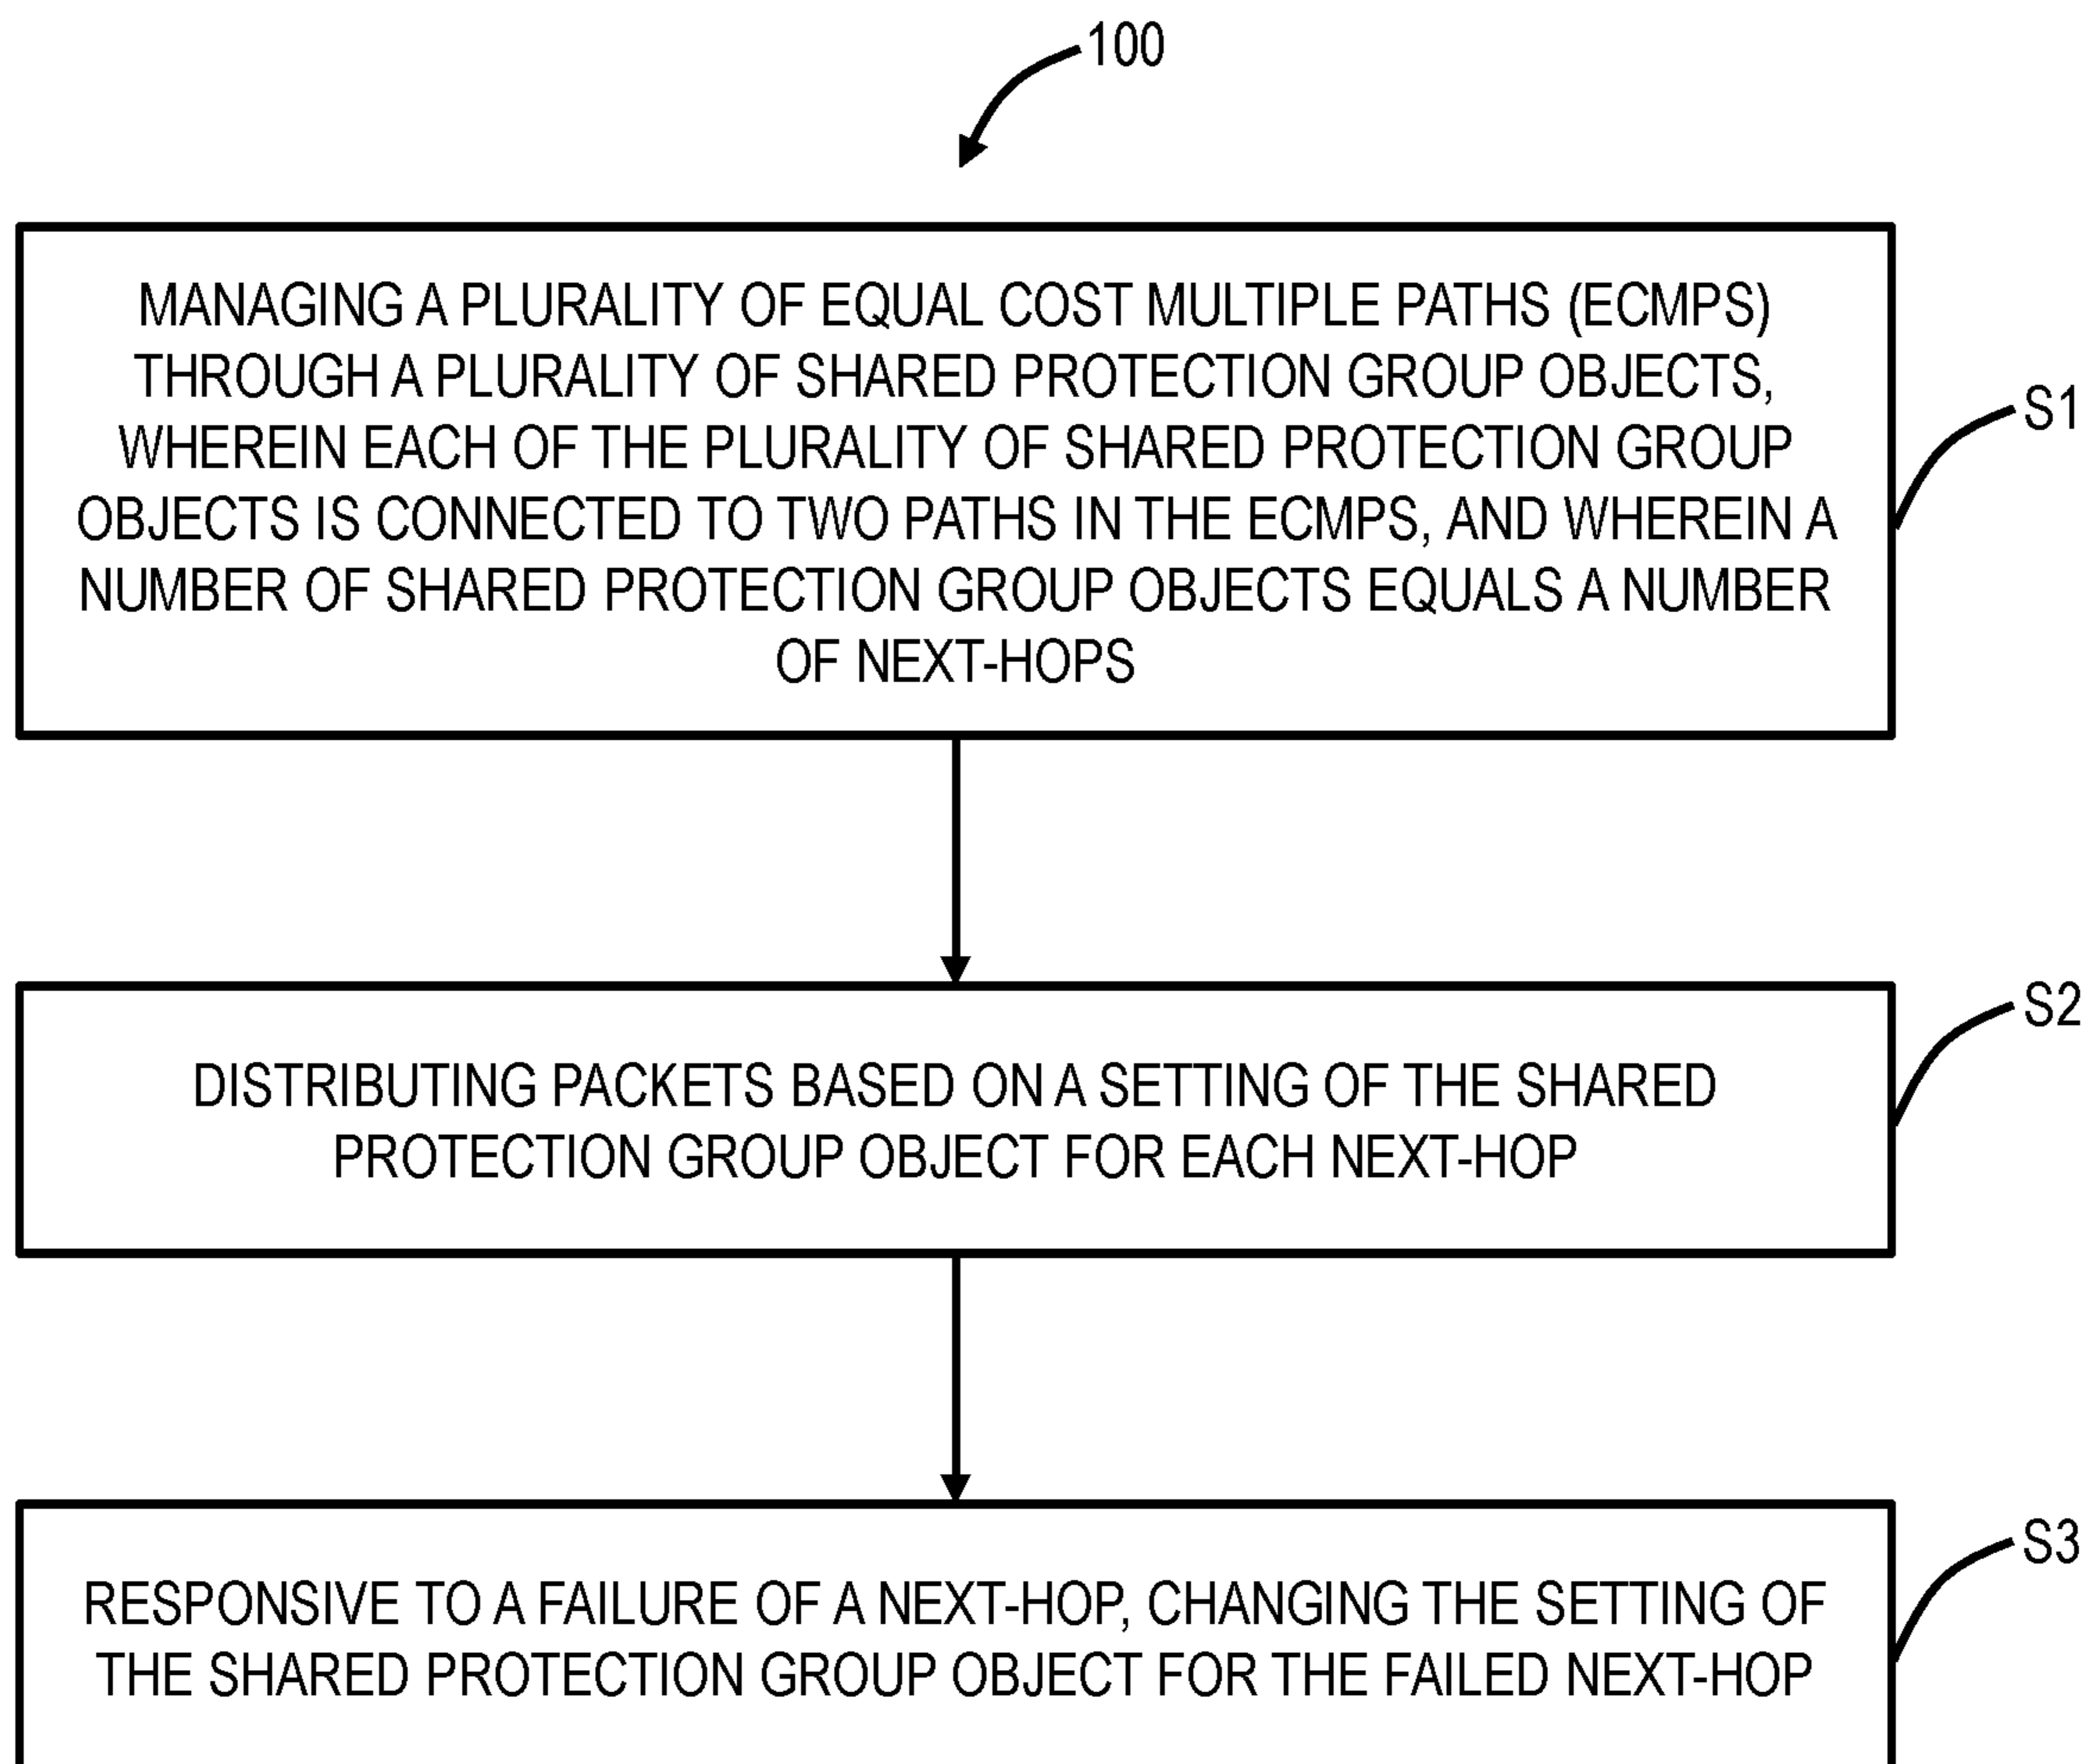 100
MANAGING A PLURALITY OF EQUAL COST MULTIPLE PATHS (ECMPS)
THROUGH A PLURALITY OF SHARED PROTECTION GROUP OBJECTS,
WHEREIN EACH OF THE PLURALITY OF SHARED PROTECTION GROUP
OBJECTS IS CONNECTED TO TWO PATHS IN THE ECMPS, AND WHEREIN A
NUMBER OF SHARED PROTECTION GROUP OBJECTS EQUALS A NUMBER
OF NEXT-HOPS
S1
DISTRIBUTING PACKETS BASED ON A SETTING OF THE SHARED
PROTECTION GROUP OBJECT FOR EACH NEXT-HOP
S2
RESPONSIVE TO A FAILURE OF A NEXT-HOP, CHANGING THE SETTING OF
THE SHARED PROTECTION GROUP OBJECT FOR THE FAILED NEXT-HOP
S3